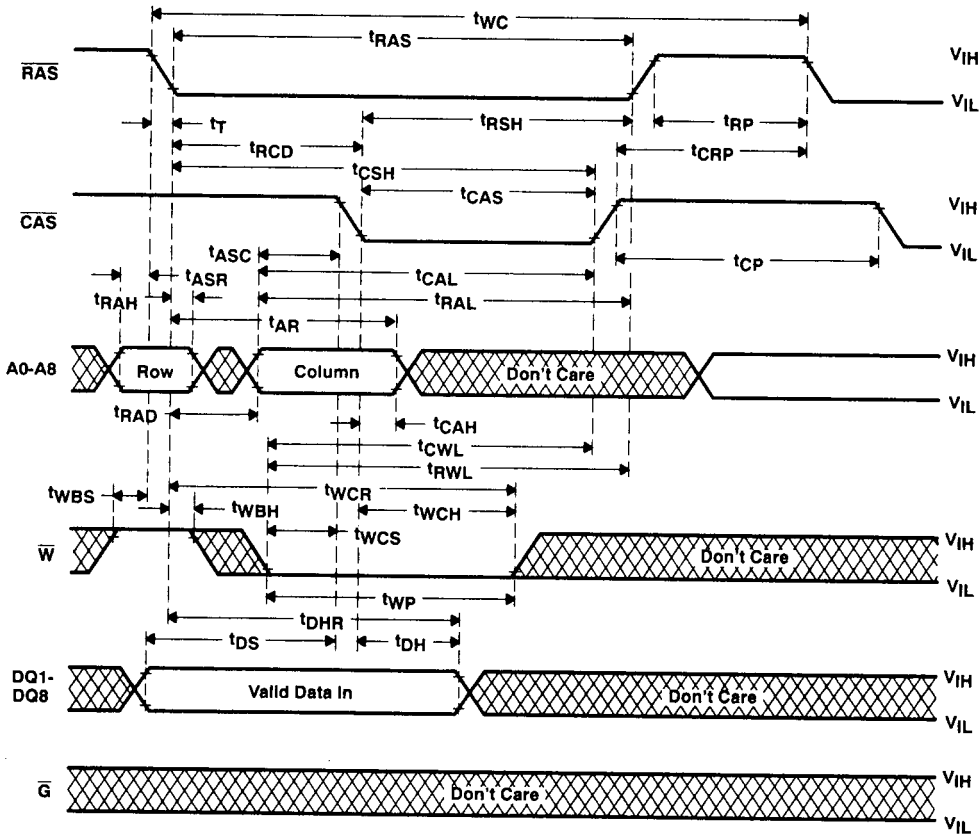 tWC
tRAS
RAS
VIH
VIL
tT
tRSH
tRP
tRCD
tCRP
tCSH
tCAS
CAS
VIH
VIL
tASC
tCAL
tCP
tASR
tRAH
tRAL
tAR
A0-A8
Row
Column
Don't Care
VIH
VIL
tRAD
tCAH
tCWL
tRWL
tWBS
tWCR
tWBH
tWCH
tWCS
W
Don't Care
VIH
VIL
tWP
tDHR
tDS
tDH
DQ1-
DQ8
Valid Data In
Don't Care
VIH
VIL
G
Don't Care
VIH
VIL